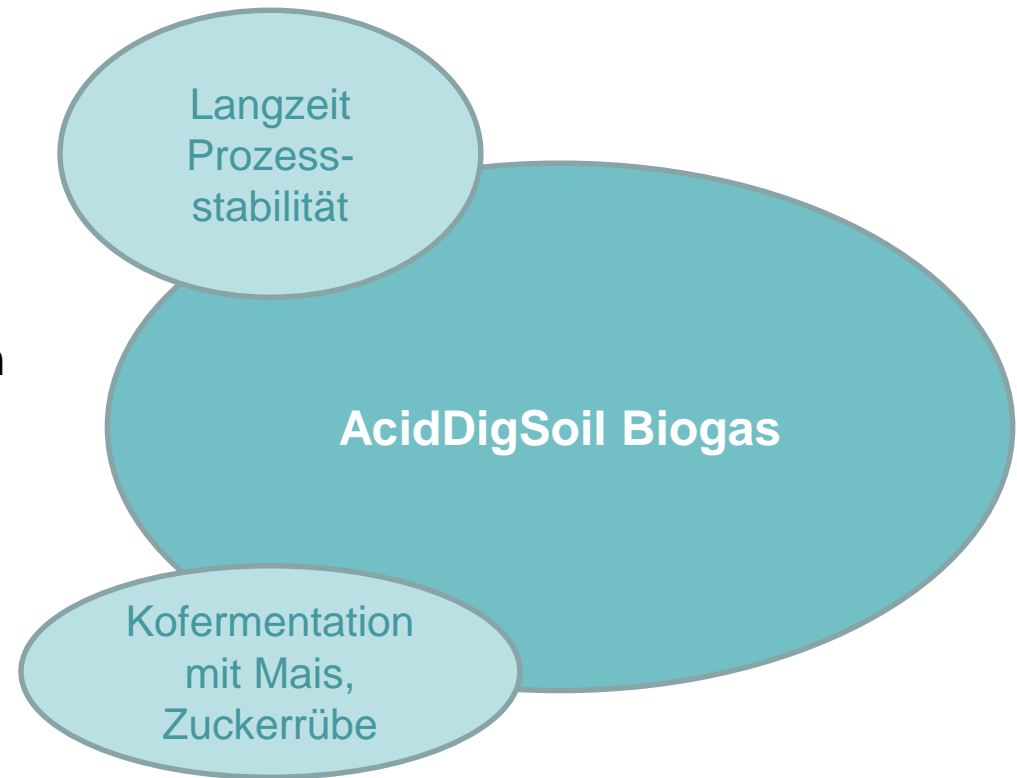 Langzeit
Prozess-
stabilität
AcidDigSoil Biogas
Kofermentation
mit Mais,
Zuckerrübe